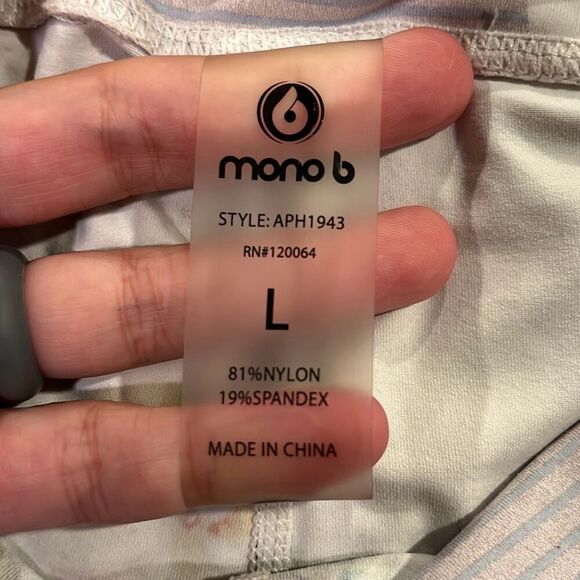 mono b
STYLE: APH1943
RN#120064
L
81%NYLON
19%SPANDEX
MADE IN CHINA